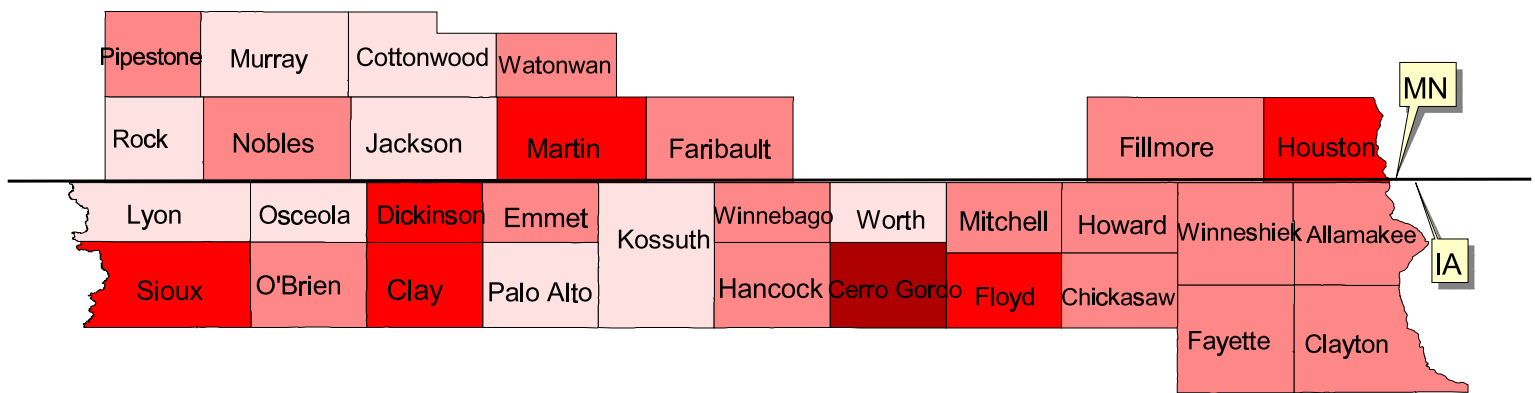 Pipestone
Murray
Cottonwood
Watonwan
MN
Rock
Nobles
Jackson
Martin
Faribault
Fillmore
Houston
Lyon
Osceola
Dickinson
Emmet
Kossuth
Winnebago
Worth
Mitchell
Howard
Winneshiek
Allamakee
IA
Sioux
O'Brien
Clay
Palo Alto
Hancock
Cerro Gordo
Floyd
Chickasaw
Fayette
Clayton